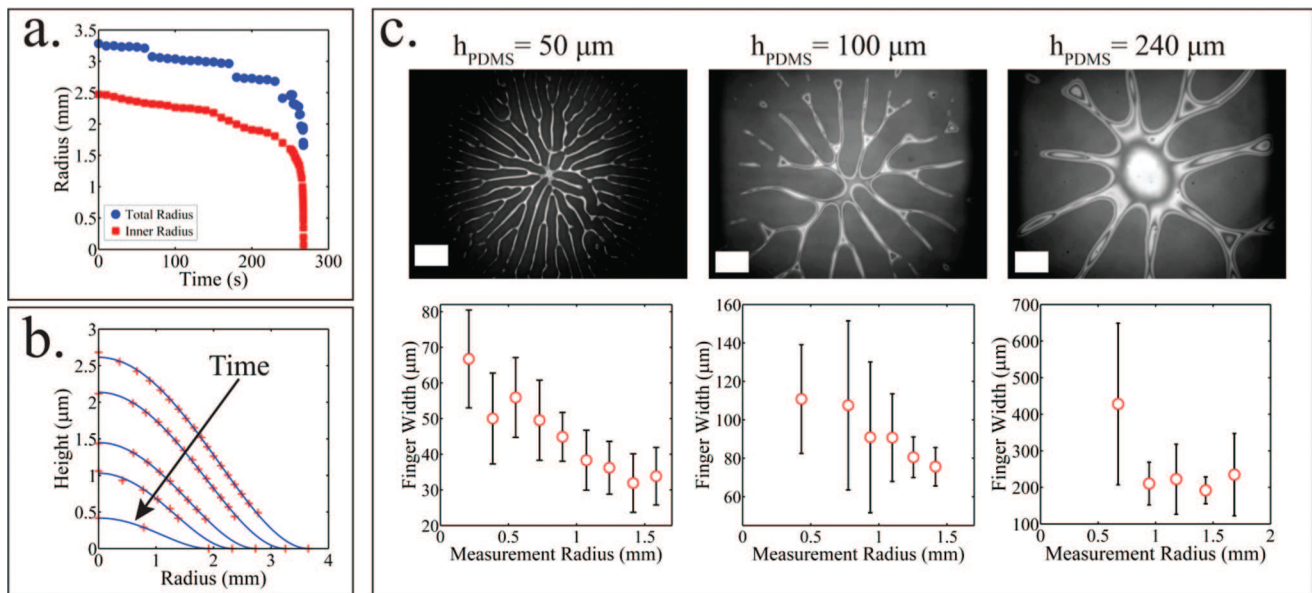 a.
3.5
3
2.5
2
1.5
1
0.5
0
Radius (mm)
Total Radius
Inner Radius
0 100 200 300
Time (s)
b.
3
2.5
2
1.5
1
0.5
0
Height (μm)
Time
0 1 2 3 4
Radius (mm)
c.
hPDMS= 50 μm
hPDMS= 100 μm
hPDMS= 240 μm
80
70
60
50
40
30
20
Finger Width (μm)
0 0.5 1 1.5
Measurement Radius (mm)
160
140
120
100
80
60
Finger Width (μm)
0 0.5 1 1.5
Measurement Radius (mm)
700
600
500
400
300
200
100
Finger Width (μm)
0 0.5 1 1.5 2
Measurement Radius (mm)